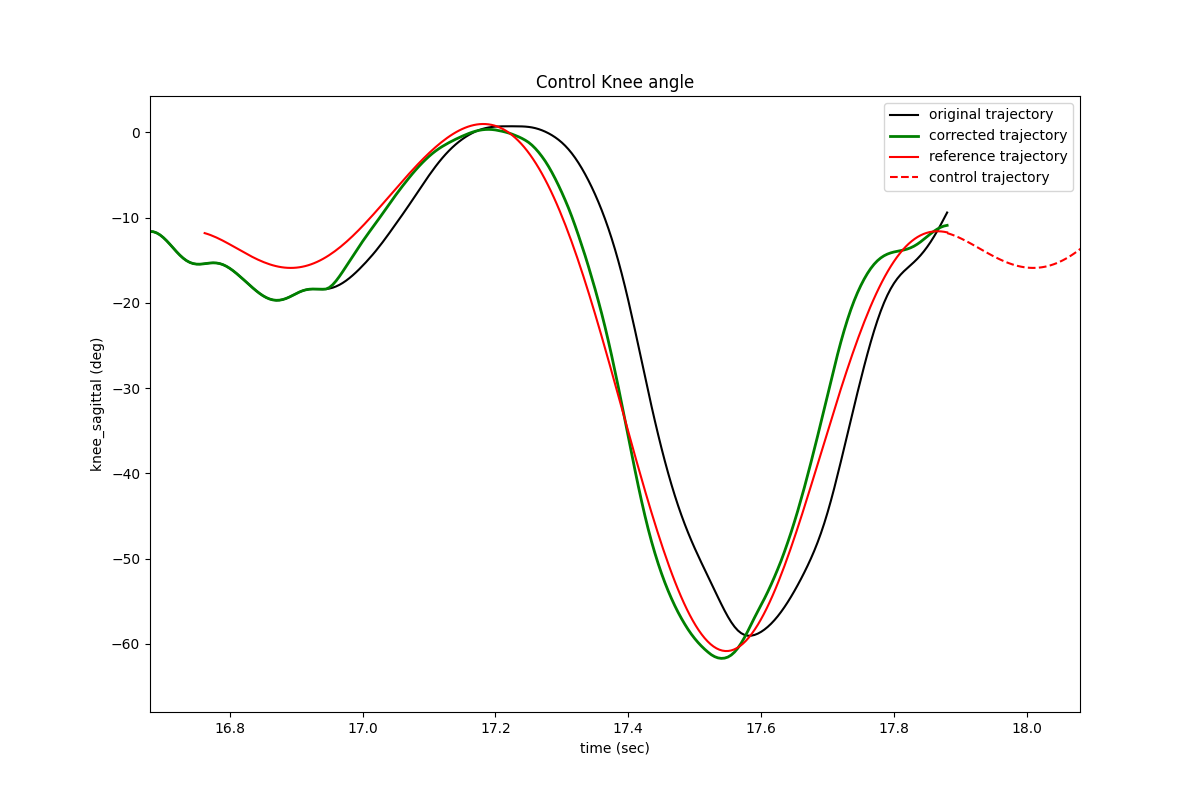 Control Knee angle
original trajectory
corrected trajectory
reference trajectory
control trajectory
knee_sagittal (deg)
0
−10
−20
−30
−40
−50
−60
16.8 17.0 17.2 17.4 17.6 17.8 18.0
time (sec)